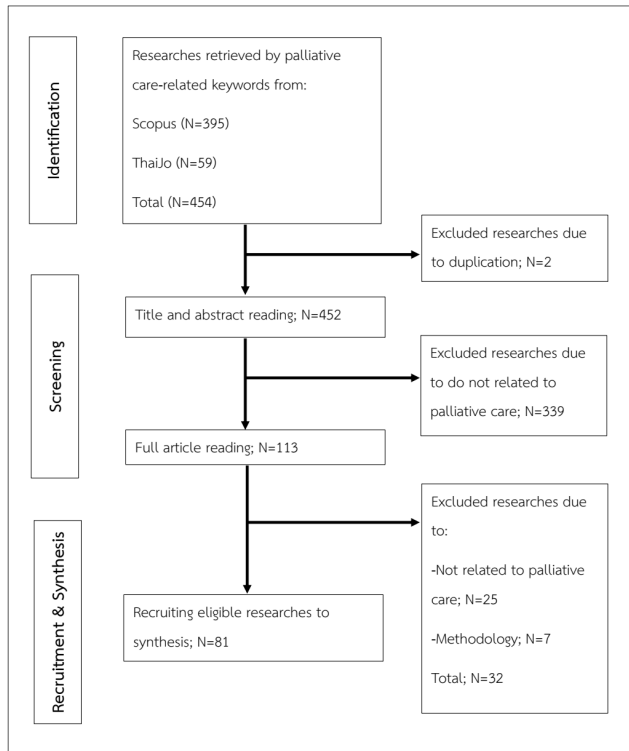 Identification
Researches retrieved by palliative
care-related keywords from:
Scopus (N=395)
ThaiJo (N=59)
Total (N=454)
Excluded researches due
to duplication; N=2
Screening
Title and abstract reading; N=452
Excluded researches due
to do not related to
palliative care; N=339
Full article reading; N=113
Recruitment & Synthesis
Excluded researches due
to:
-Not related to palliative
care; N=25
-Methodology; N=7
Total; N=32
Recruiting eligible researches to
synthesis; N=81